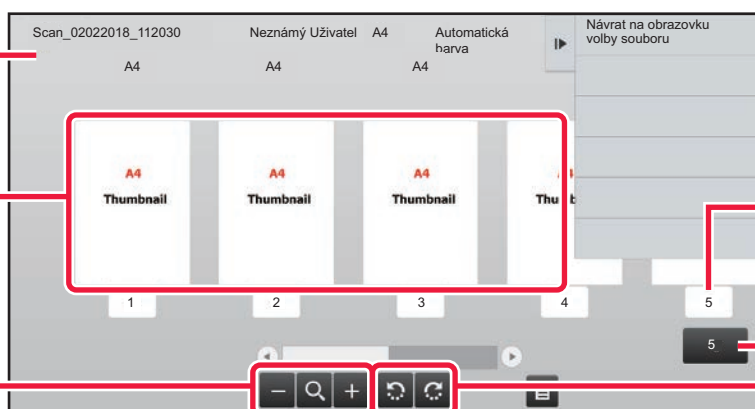 Scan_02022018_112030 Neznámý Uživatel A4 Automatická barva
A4 A4 A4
Návrat na obrazovku
volby souboru
A4 A4 A4
Thumbnail Thumbnail Thumbnail
1 2 3 4 5
5